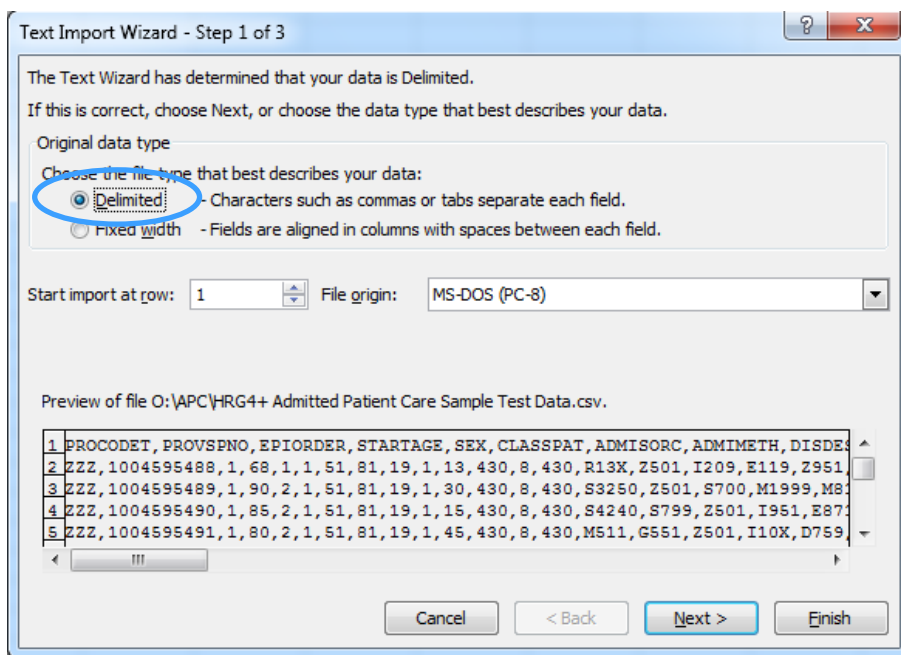 Text Import Wizard - Step 1 of 3
The Text Wizard has determined that your data is Delimited.
If this is correct, choose Next, or choose the data type that best describes your data.
Original data type
Choose the file type that best describes your data:
Delimited - Characters such as commas or tabs separate each field.
Fixed width - Fields are aligned in columns with spaces between each field.
Start import at row: 1 File origin: MS-DOS (PC-8)
Preview of file O:\APC\HRG4+ Admitted Patient Care Sample Test Data.csv.
1 PROCODET,PROVSPNO,EPIORDER,STARTAGE,SEX,CLASSPAT,ADMISORC,ADMIMETH,DISDES
2 ZZZ,1004595488,1,68,1,1,51,81,19,1,13,430,8,430,R13X,Z501,I209,E119,Z951,
3 ZZZ,1004595489,1,90,2,1,51,81,19,1,30,430,8,430,S3250,Z501,S700,M1999,M81
4 ZZZ,1004595490,1,85,2,1,51,81,19,1,15,430,8,430,S4240,S799,Z501,I951,E871
5 ZZZ,1004595491,1,80,2,1,51,81,19,1,45,430,8,430,M511,G551,Z501,I10X,D759,
Cancel < Back Next > Finish